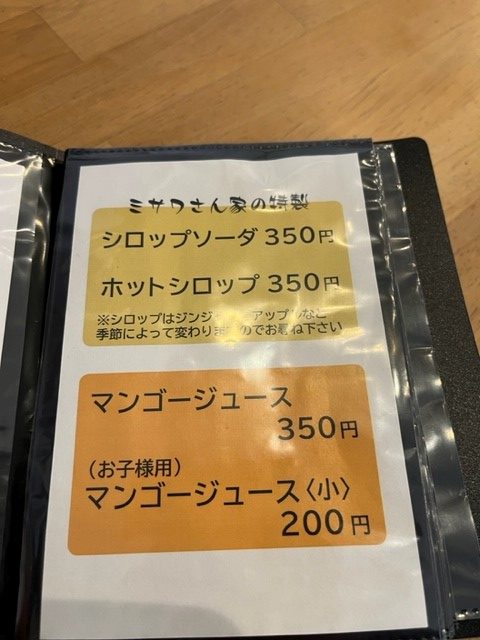 ミサワさん家の特製
シロップソーダ 350円
ホットシロップ 350円
※シロップはジンジ アップルなど
季節によって変わりま のでお尋ね下さい
マンゴージュース
350円
(お子様用)
マンゴージュース〈小〉
200円